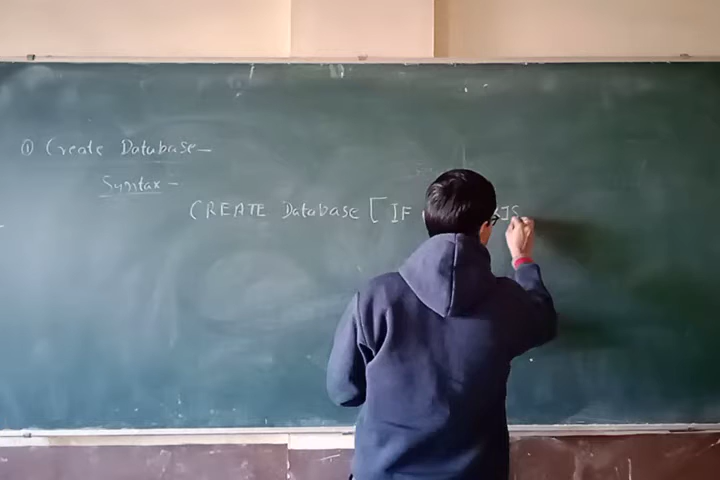 ① Create Database—
Syntax—
CREATE Database [IF